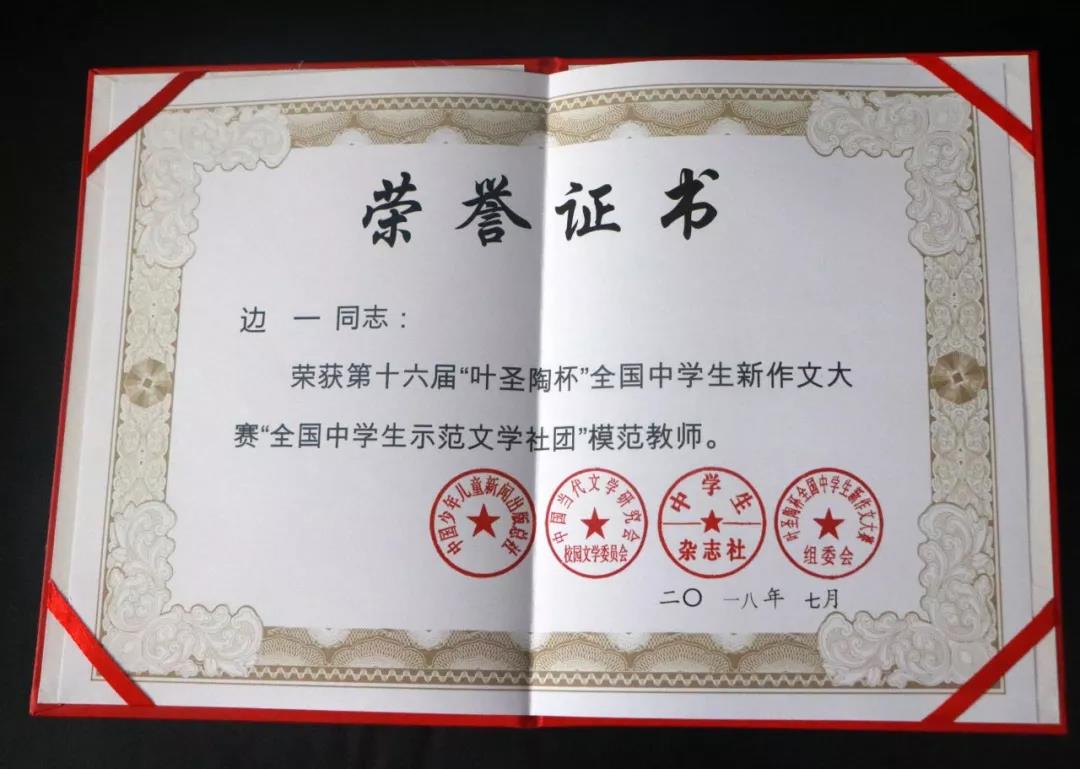 荣誉证书
边 一 同志：
荣获第十六届“叶圣陶杯”全国中学生新作文大
赛“全国中学生示范文学社团”模范教师。
中国少年儿童新闻出版总社
中国当代文学研究会
校园文学委员会
中学生
杂志社
叶圣陶杯全国中学生新作文大赛
组委会
二〇一八年 七月